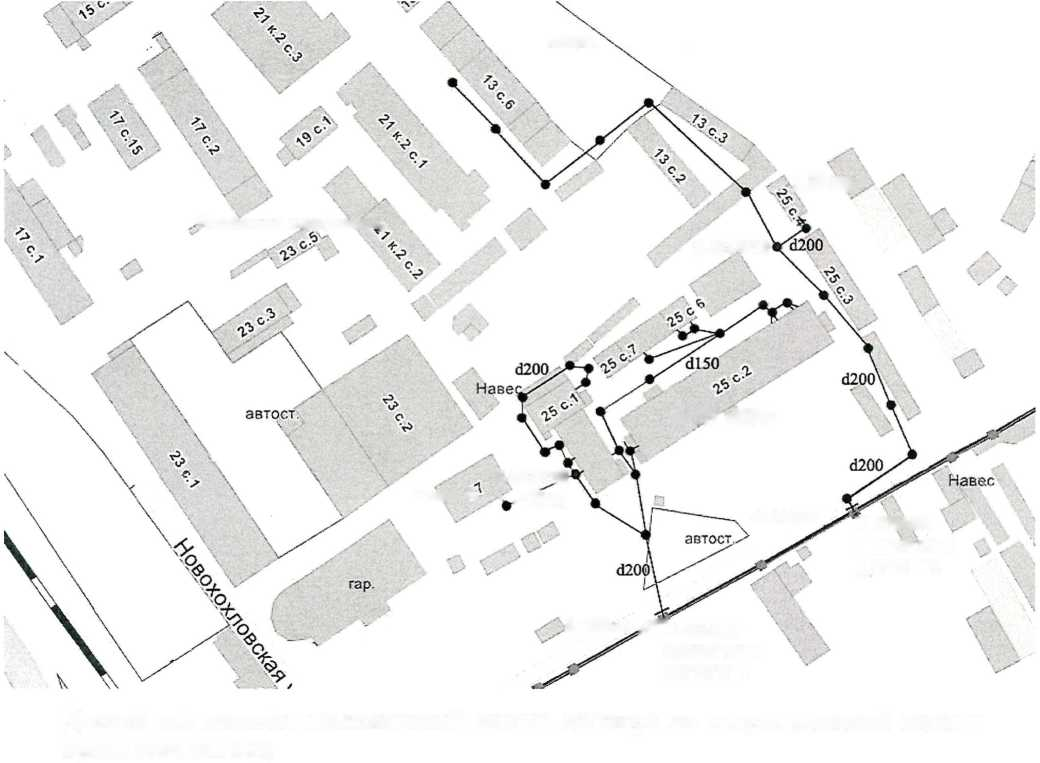 15 с.
21 к.2 с.3
13 с.6
17 с.15
17 с.2
19 с.1
21 к.2 с.1
13 с.3
13 с.2
25 с.4
d200
17 с.1
23 с.5
21 к.2 с.2
25 с.3
23 с.3
25 с.6
25 с.7
d150
d200
25 с.2
d200
Навес
25 с.1
автост.
23 с.2
23 с.1
d200
Навес
7
автост.
d200
гар.
Новохохловская